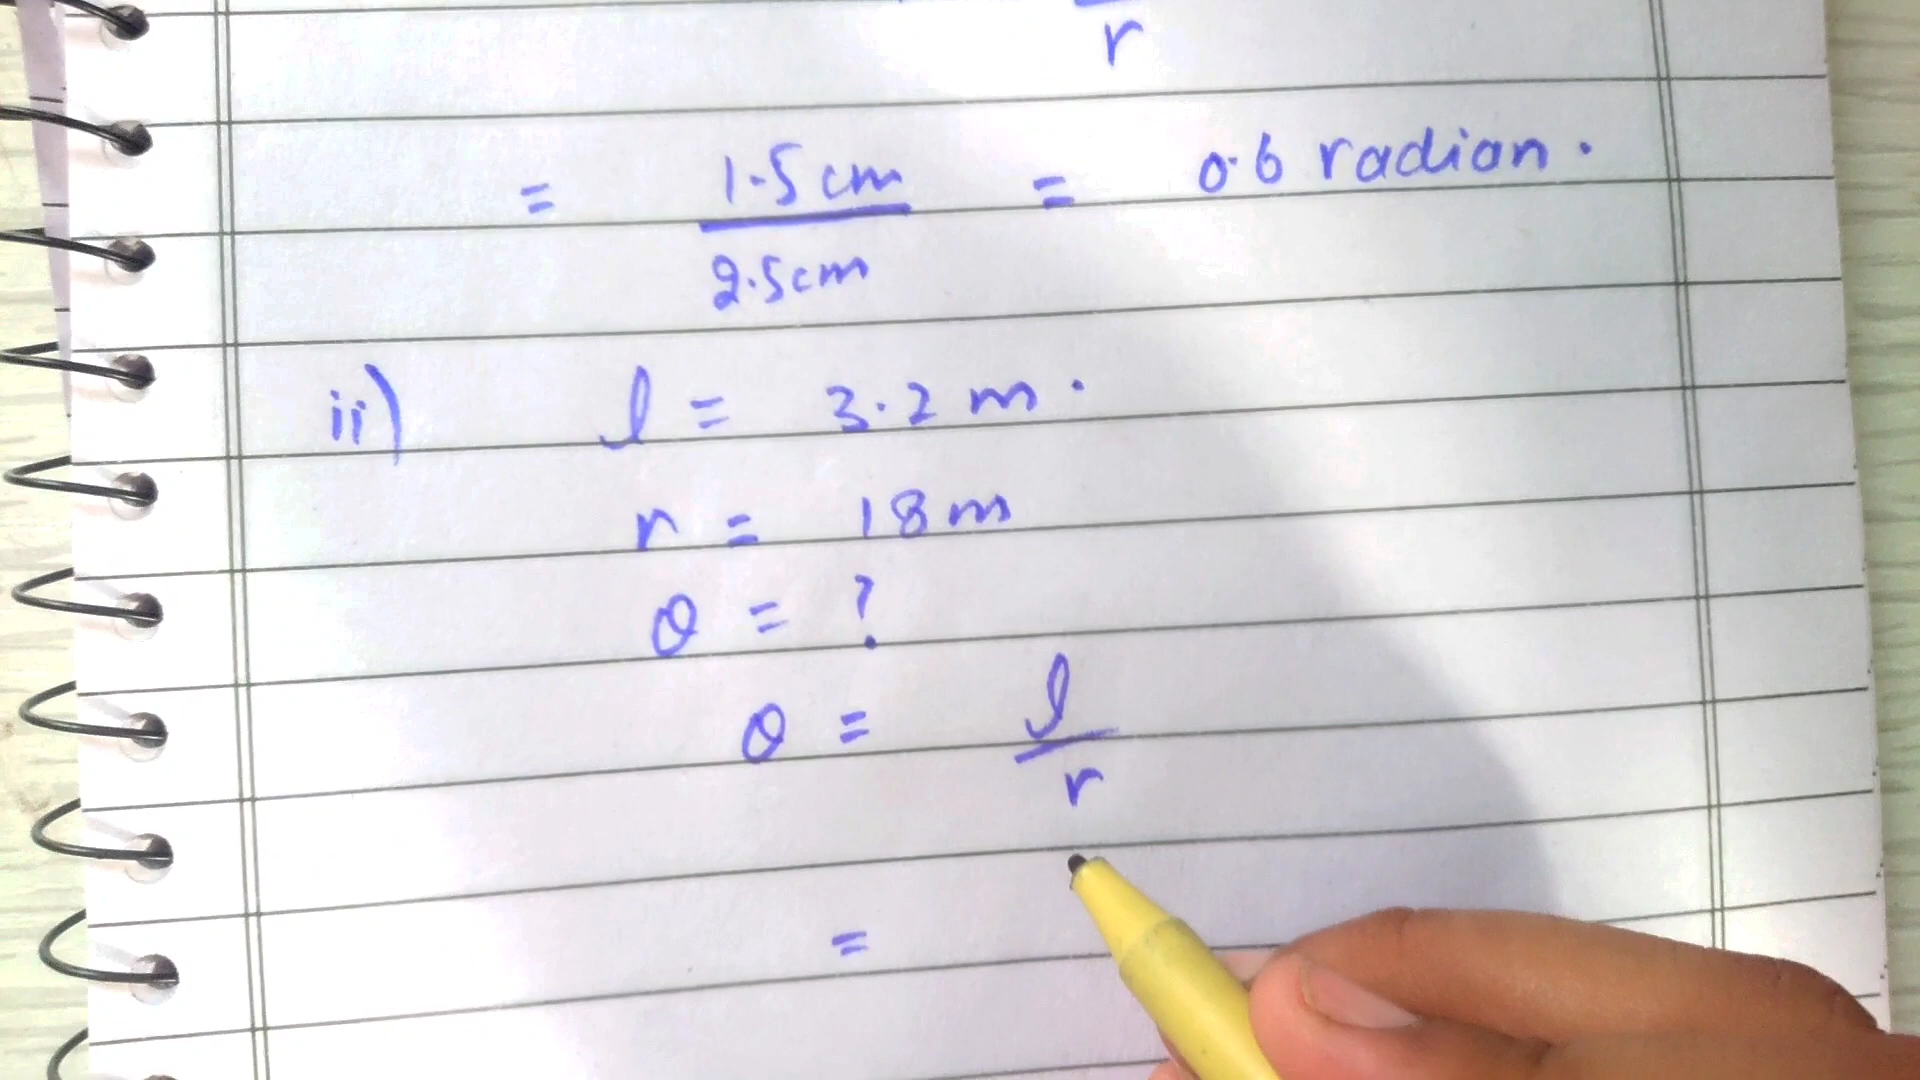 r
= 1.5 cm / 2.5 cm = 0.6 radian.
ii) l = 3.2 m.
r = 18 m
θ = ?
θ = l / r
=